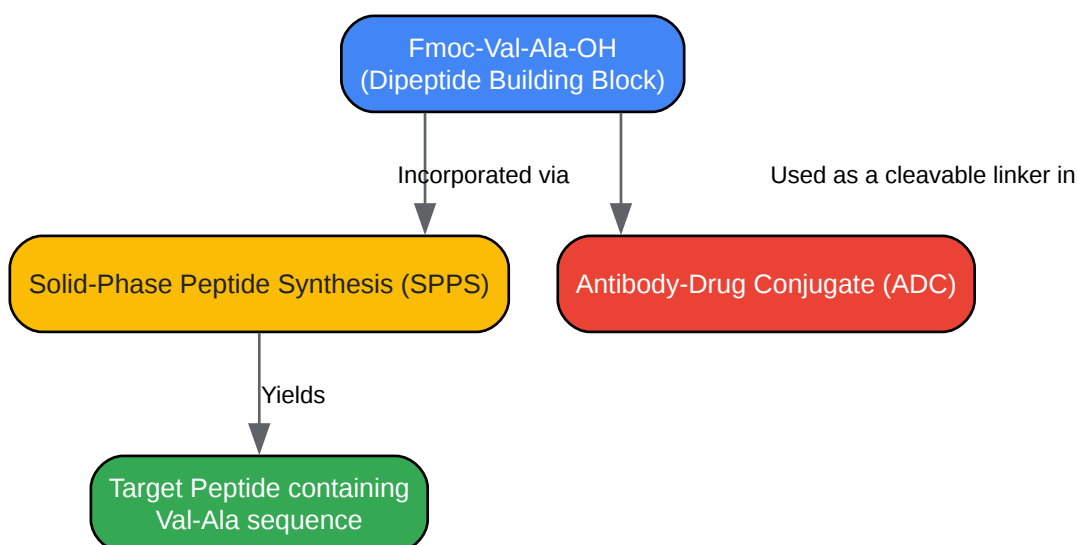 Fmoc-Val-Ala-OH
(Dipeptide Building Block)
Incorporated via
Used as a cleavable linker in
Solid-Phase Peptide Synthesis (SPPS)
Antibody-Drug Conjugate (ADC)
Yields
Target Peptide containing
Val-Ala sequence